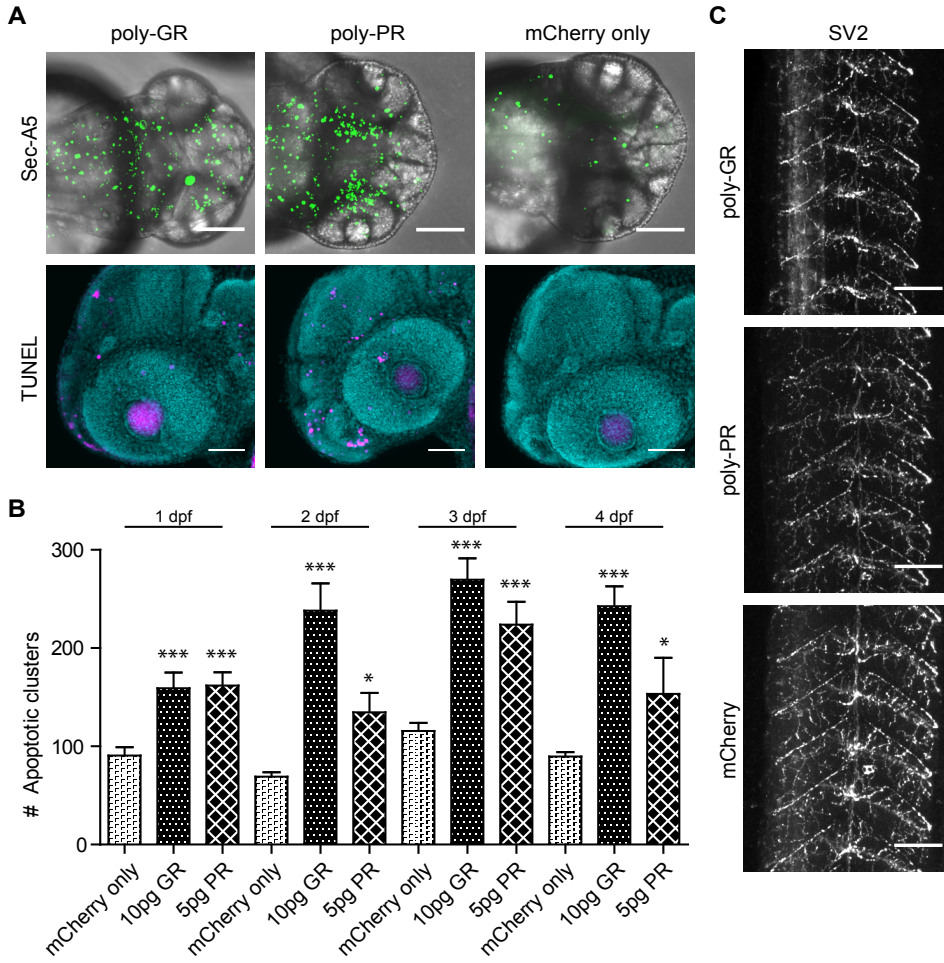 A
poly-GR
poly-PR
mCherry only
Sec-A5
TUNEL
B
1 dpf
2 dpf
3 dpf
4 dpf
# Apoptotic clusters
300
200
100
0
***
***
***
*
***
***
***
*
mCherry only
10pg GR
5pg PR
mCherry only
10pg GR
5pg PR
mCherry only
10pg GR
5pg PR
mCherry only
10pg GR
5pg PR
C
SV2
poly-GR
poly-PR
mCherry